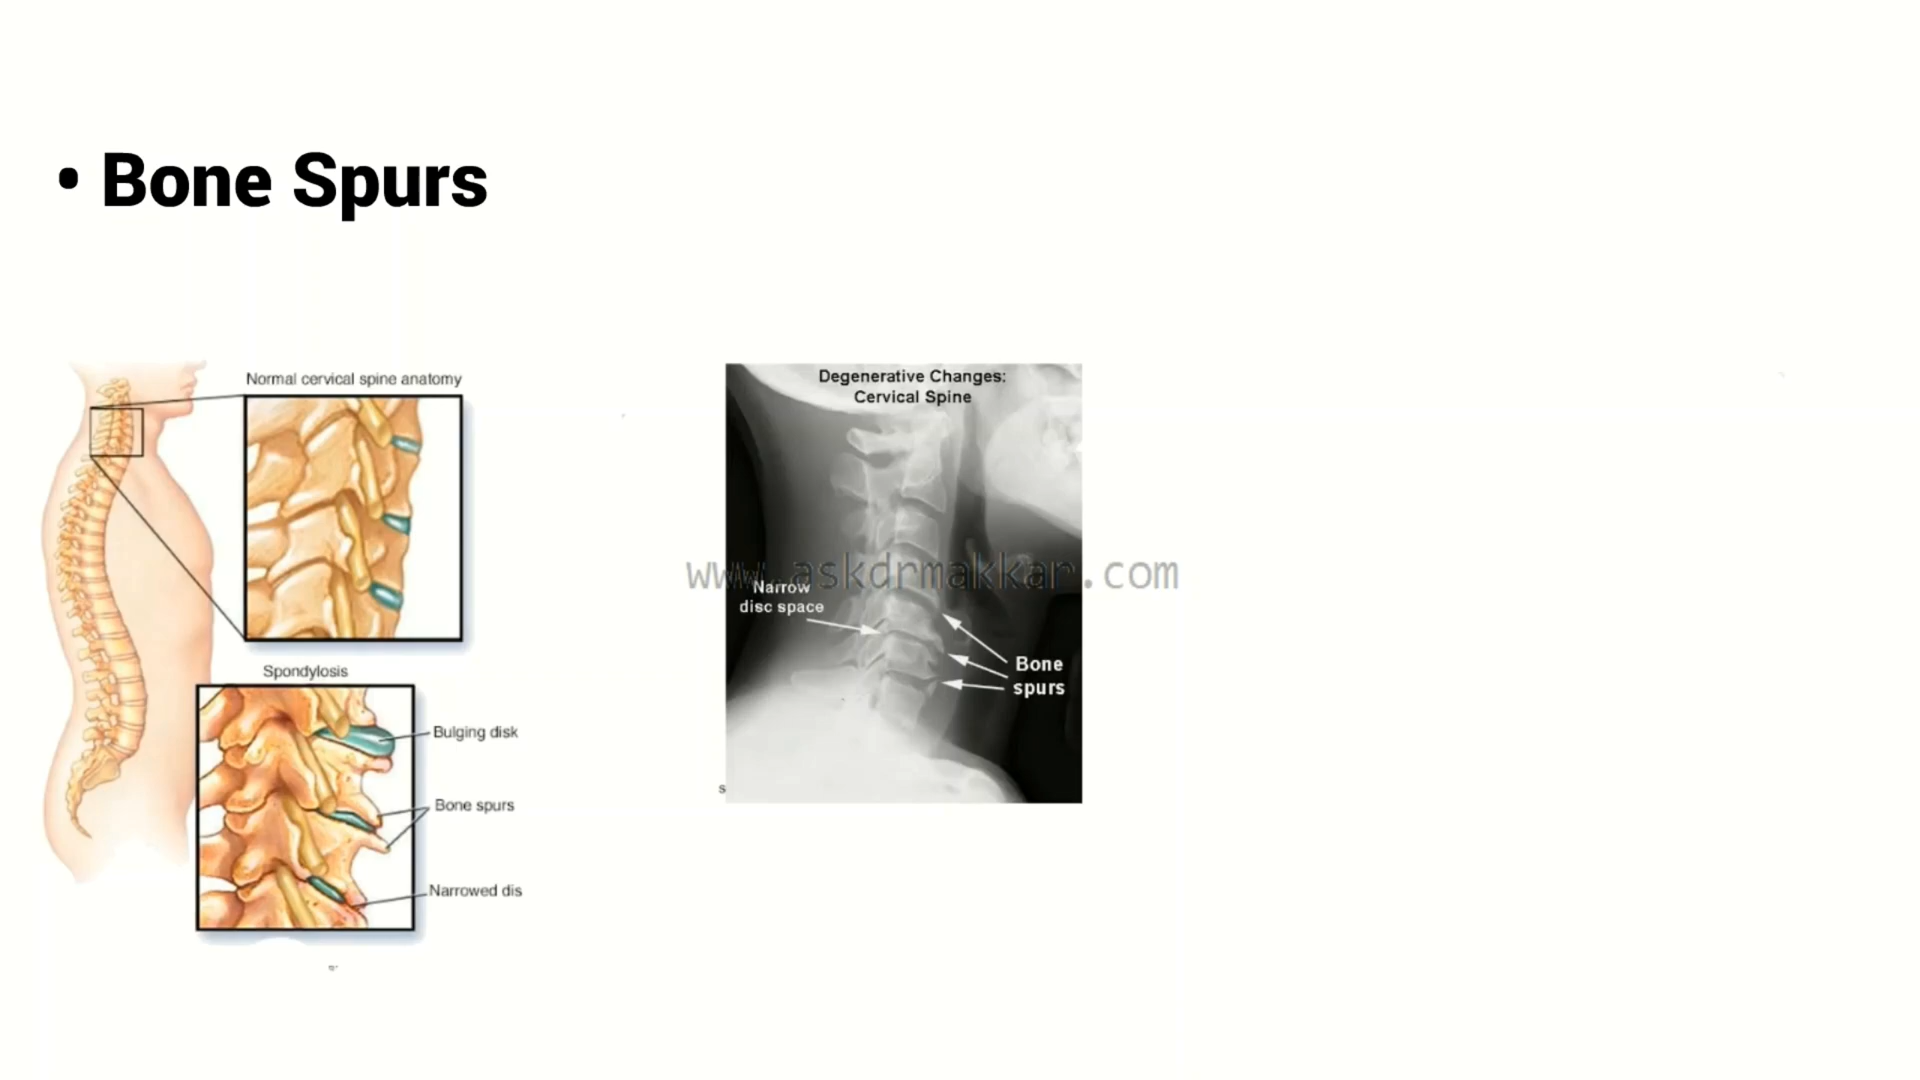 • Bone Spurs
Normal cervical spine anatomy
Spondylosis
Bulging disk
Bone spurs
Narrowed dis
Degenerative Changes:
Cervical Spine
www.askdrmakkar.com
Narrow
disc space
Bone
spurs
s